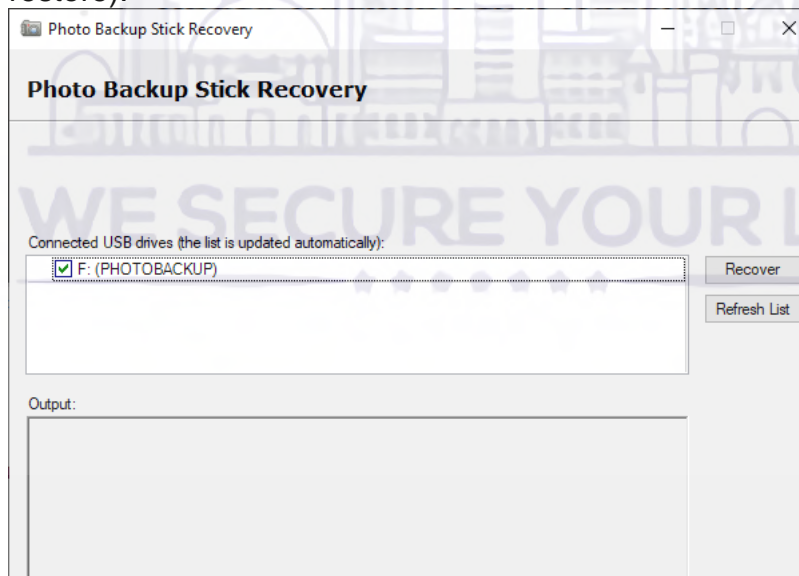 restore).
Photo Backup Stick Recovery
Photo Backup Stick Recovery
WE SECURE YOUR L
Connected USB drives (the list is updated automatically):
F: (PHOTOBACKUP)
Recover
Refresh List
Output: